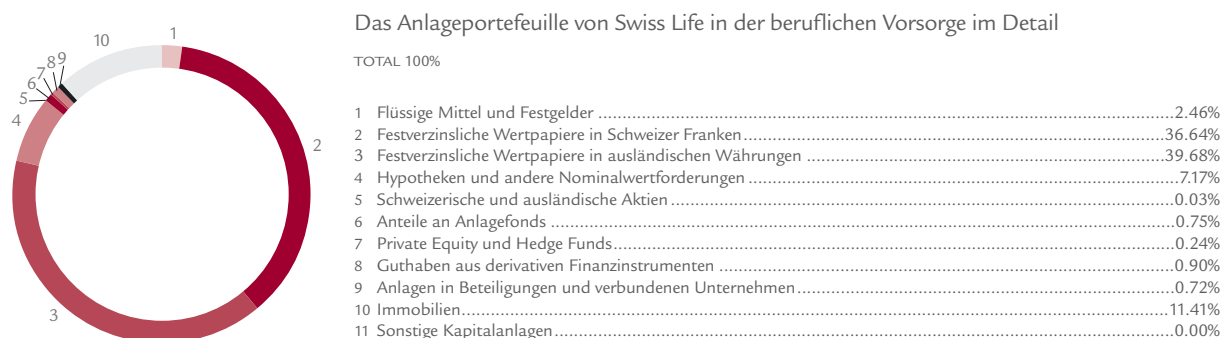 Das Anlageportefeuille von Swiss Life in der beruflichen Vorsorge im Detail
TOTAL 100%
1 Flüssige Mittel und Festgelder 2.46%
2 Festverzinsliche Wertpapiere in Schweizer Franken 36.64%
3 Festverzinsliche Wertpapiere in ausländischen Währungen 39.68%
4 Hypotheken und andere Nominalwertforderungen 7.17%
5 Schweizerische und ausländische Aktien 0.03%
6 Anteile an Anlagefonds 0.75%
7 Private Equity und Hedge Funds 0.24%
8 Guthaben aus derivativen Finanzinstrumenten 0.90%
9 Anlagen in Beteiligungen und verbundenen Unternehmen 0.72%
10 Immobilien 11.41%
11 Sonstige Kapitalanlagen 0.00%
1
2
3
4
5
6
7
8
9
10